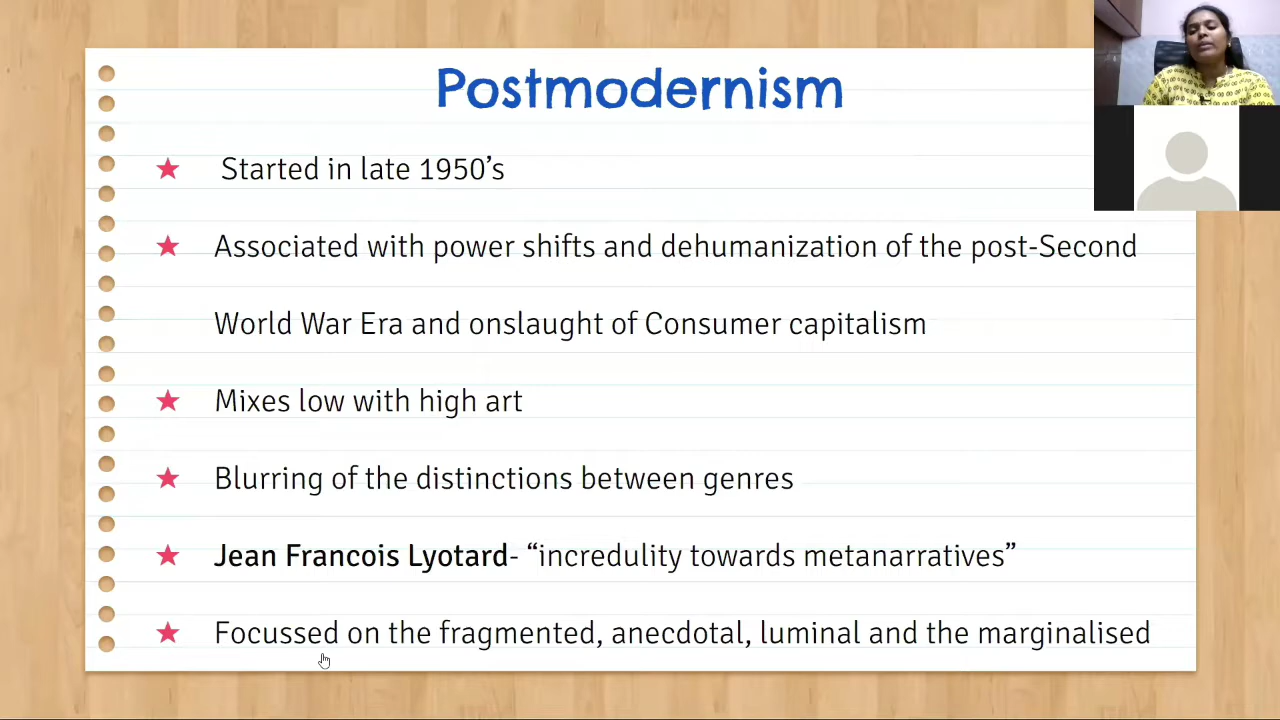 Postmodernism
Started in late 1950’s
Associated with power shifts and dehumanization of the post-Second
World War Era and onslaught of Consumer capitalism
Mixes low with high art
Blurring of the distinctions between genres
Jean Francois Lyotard- “incredulity towards metanarratives”
Focussed on the fragmented, anecdotal, luminal and the marginalised